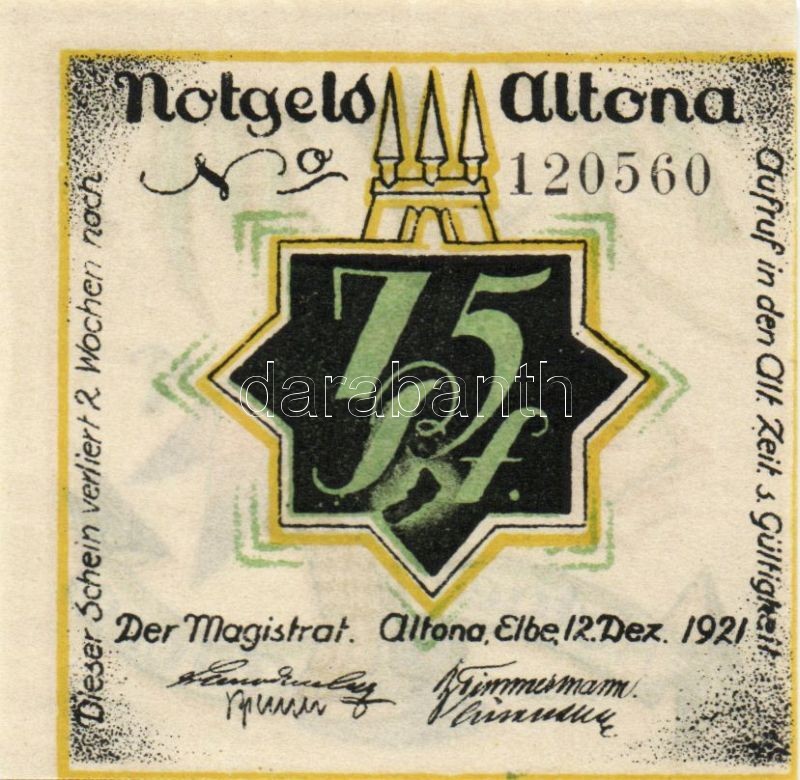 Notgeld Altona
No 120560
75
Pf.
darabanth
Dieser Schein verliert 2 Wochen nach
Aufruf in den Alt. Zeit. s. Gültigkeit
Der Magistrat. Altona, Elbe, 12. Dez. 1921
Timmermann.